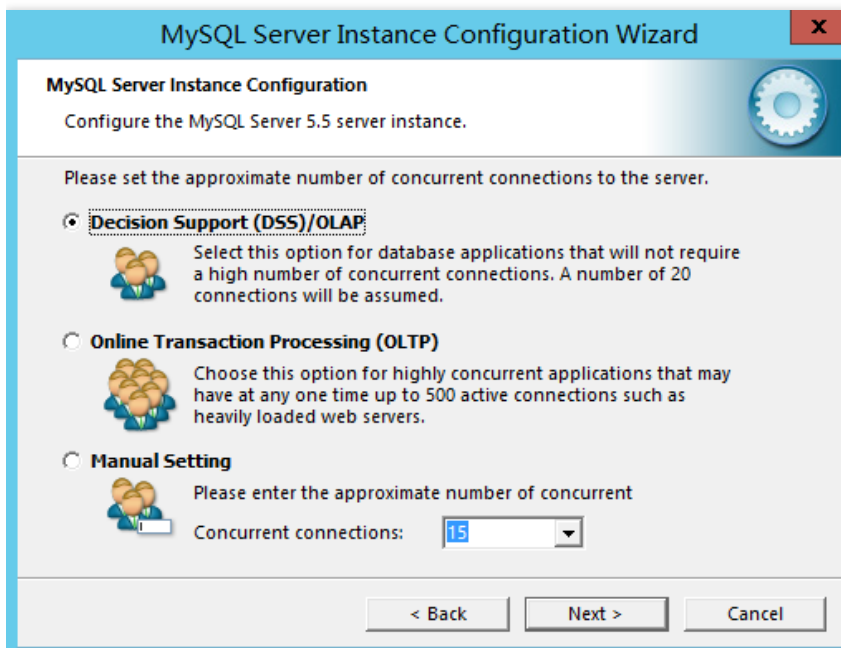 MySQL Server Instance Configuration Wizard
x
MySQL Server Instance Configuration
Configure the MySQL Server 5.5 server instance.
Please set the approximate number of concurrent connections to the server.
Decision Support (DSS)/OLAP
Select this option for database applications that will not require
a high number of concurrent connections. A number of 20
connections will be assumed.
Online Transaction Processing (OLTP)
Choose this option for highly concurrent applications that may
have at any one time up to 500 active connections such as
heavily loaded web servers.
Manual Setting
Please enter the approximate number of concurrent
Concurrent connections: 15
< Back Next > Cancel